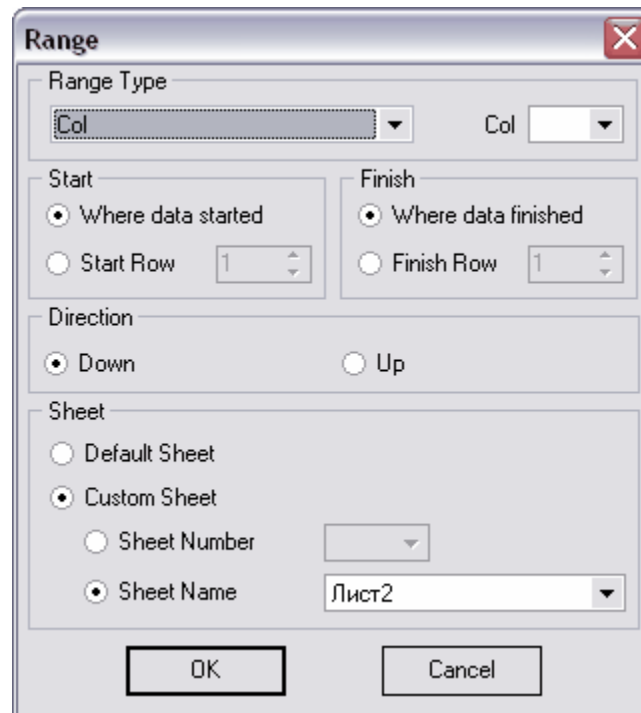 Range
Range Type
Col Col
Start Finish
Where data started Where data finished
Start Row 1 Finish Row 1
Direction
Down Up
Sheet
Default Sheet
Custom Sheet
Sheet Number
Sheet Name Лист2
OK Cancel